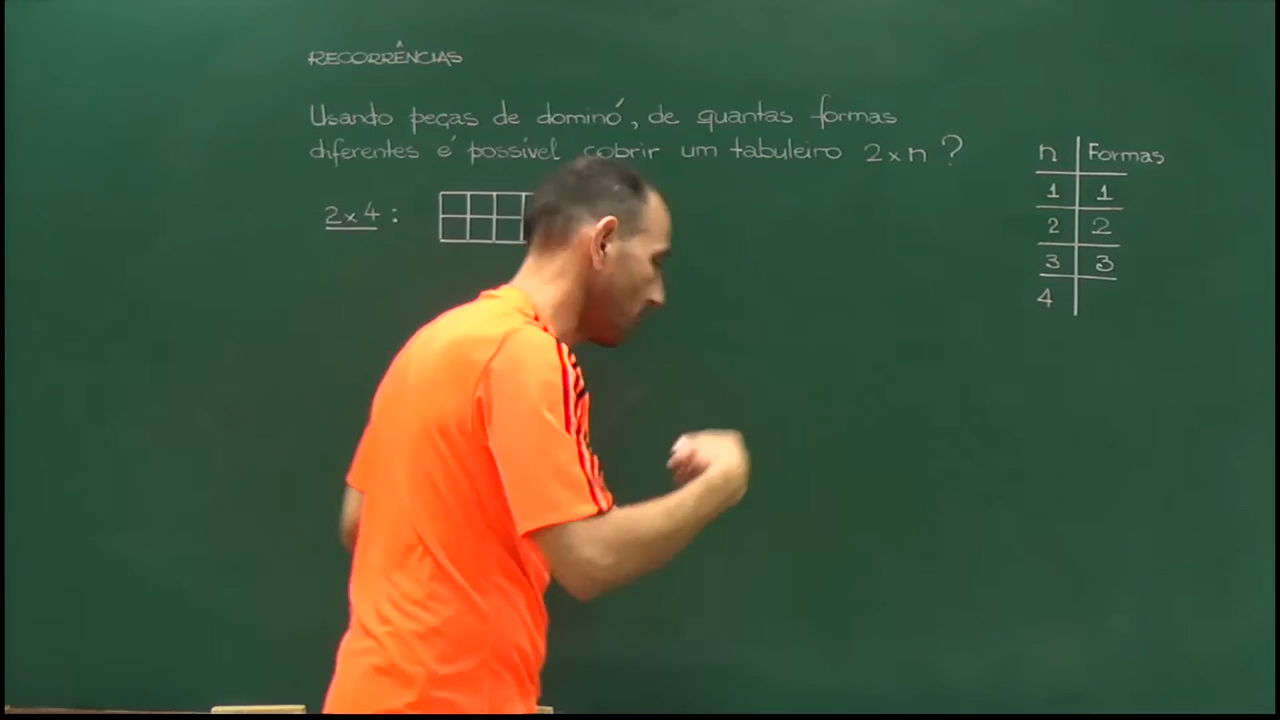 RECORRÊNCIAS
Usando peças de dominó, de quantas formas
diferentes é possível cobrir um tabuleiro 2xn ?
2x4 :
n Formas
1 1
2 2
3 3
4